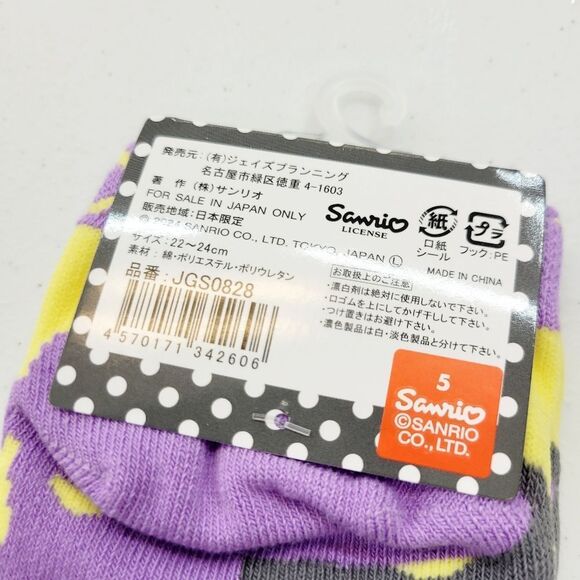 発売元：(有)ジェイズプランニング
名古屋市緑区徳重 4-1603
著　作 (株) サンリオ
FOR SALE IN JAPAN ONLY
販売地域：日本限定
© SANRIO CO., LTD. TOKYO, JAPAN Ⓛ
サイズ：22～24cm
素材：綿・ポリエステル・ポリウレタン
品番：JGS0828
4 570171 342606
Sanrio
LICENSE
紙
口紙
シール
プラ
フック：PE
MADE IN CHINA
お取扱上のご注意
・漂白剤は絶対に使用しないで下さい。
・口ゴムを上にしてかげ干しして下さい。
・つけ置きはお避け下さい。
・濃色製品は白・淡色製品と分けて下さい。
5
Sanrio
©SANRIO
CO., LTD.